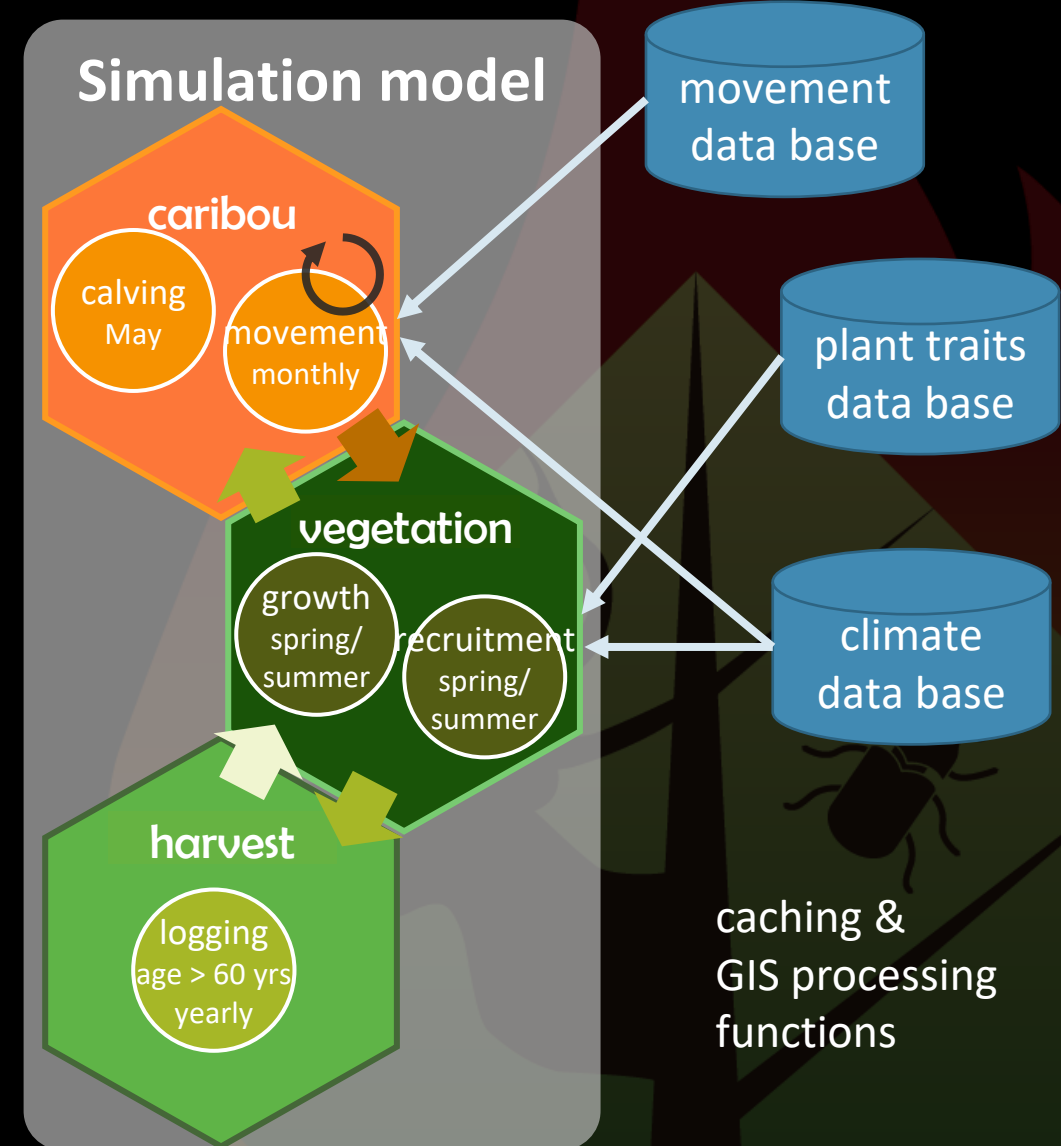 Simulation model
caribou
calving
May
movement
monthly
vegetation
growth
spring/
summer
recruitment
spring/
summer
harvest
logging
age > 60 yrs
yearly
movement
data base
plant traits
data base
climate
data base
caching &
GIS processing
functions